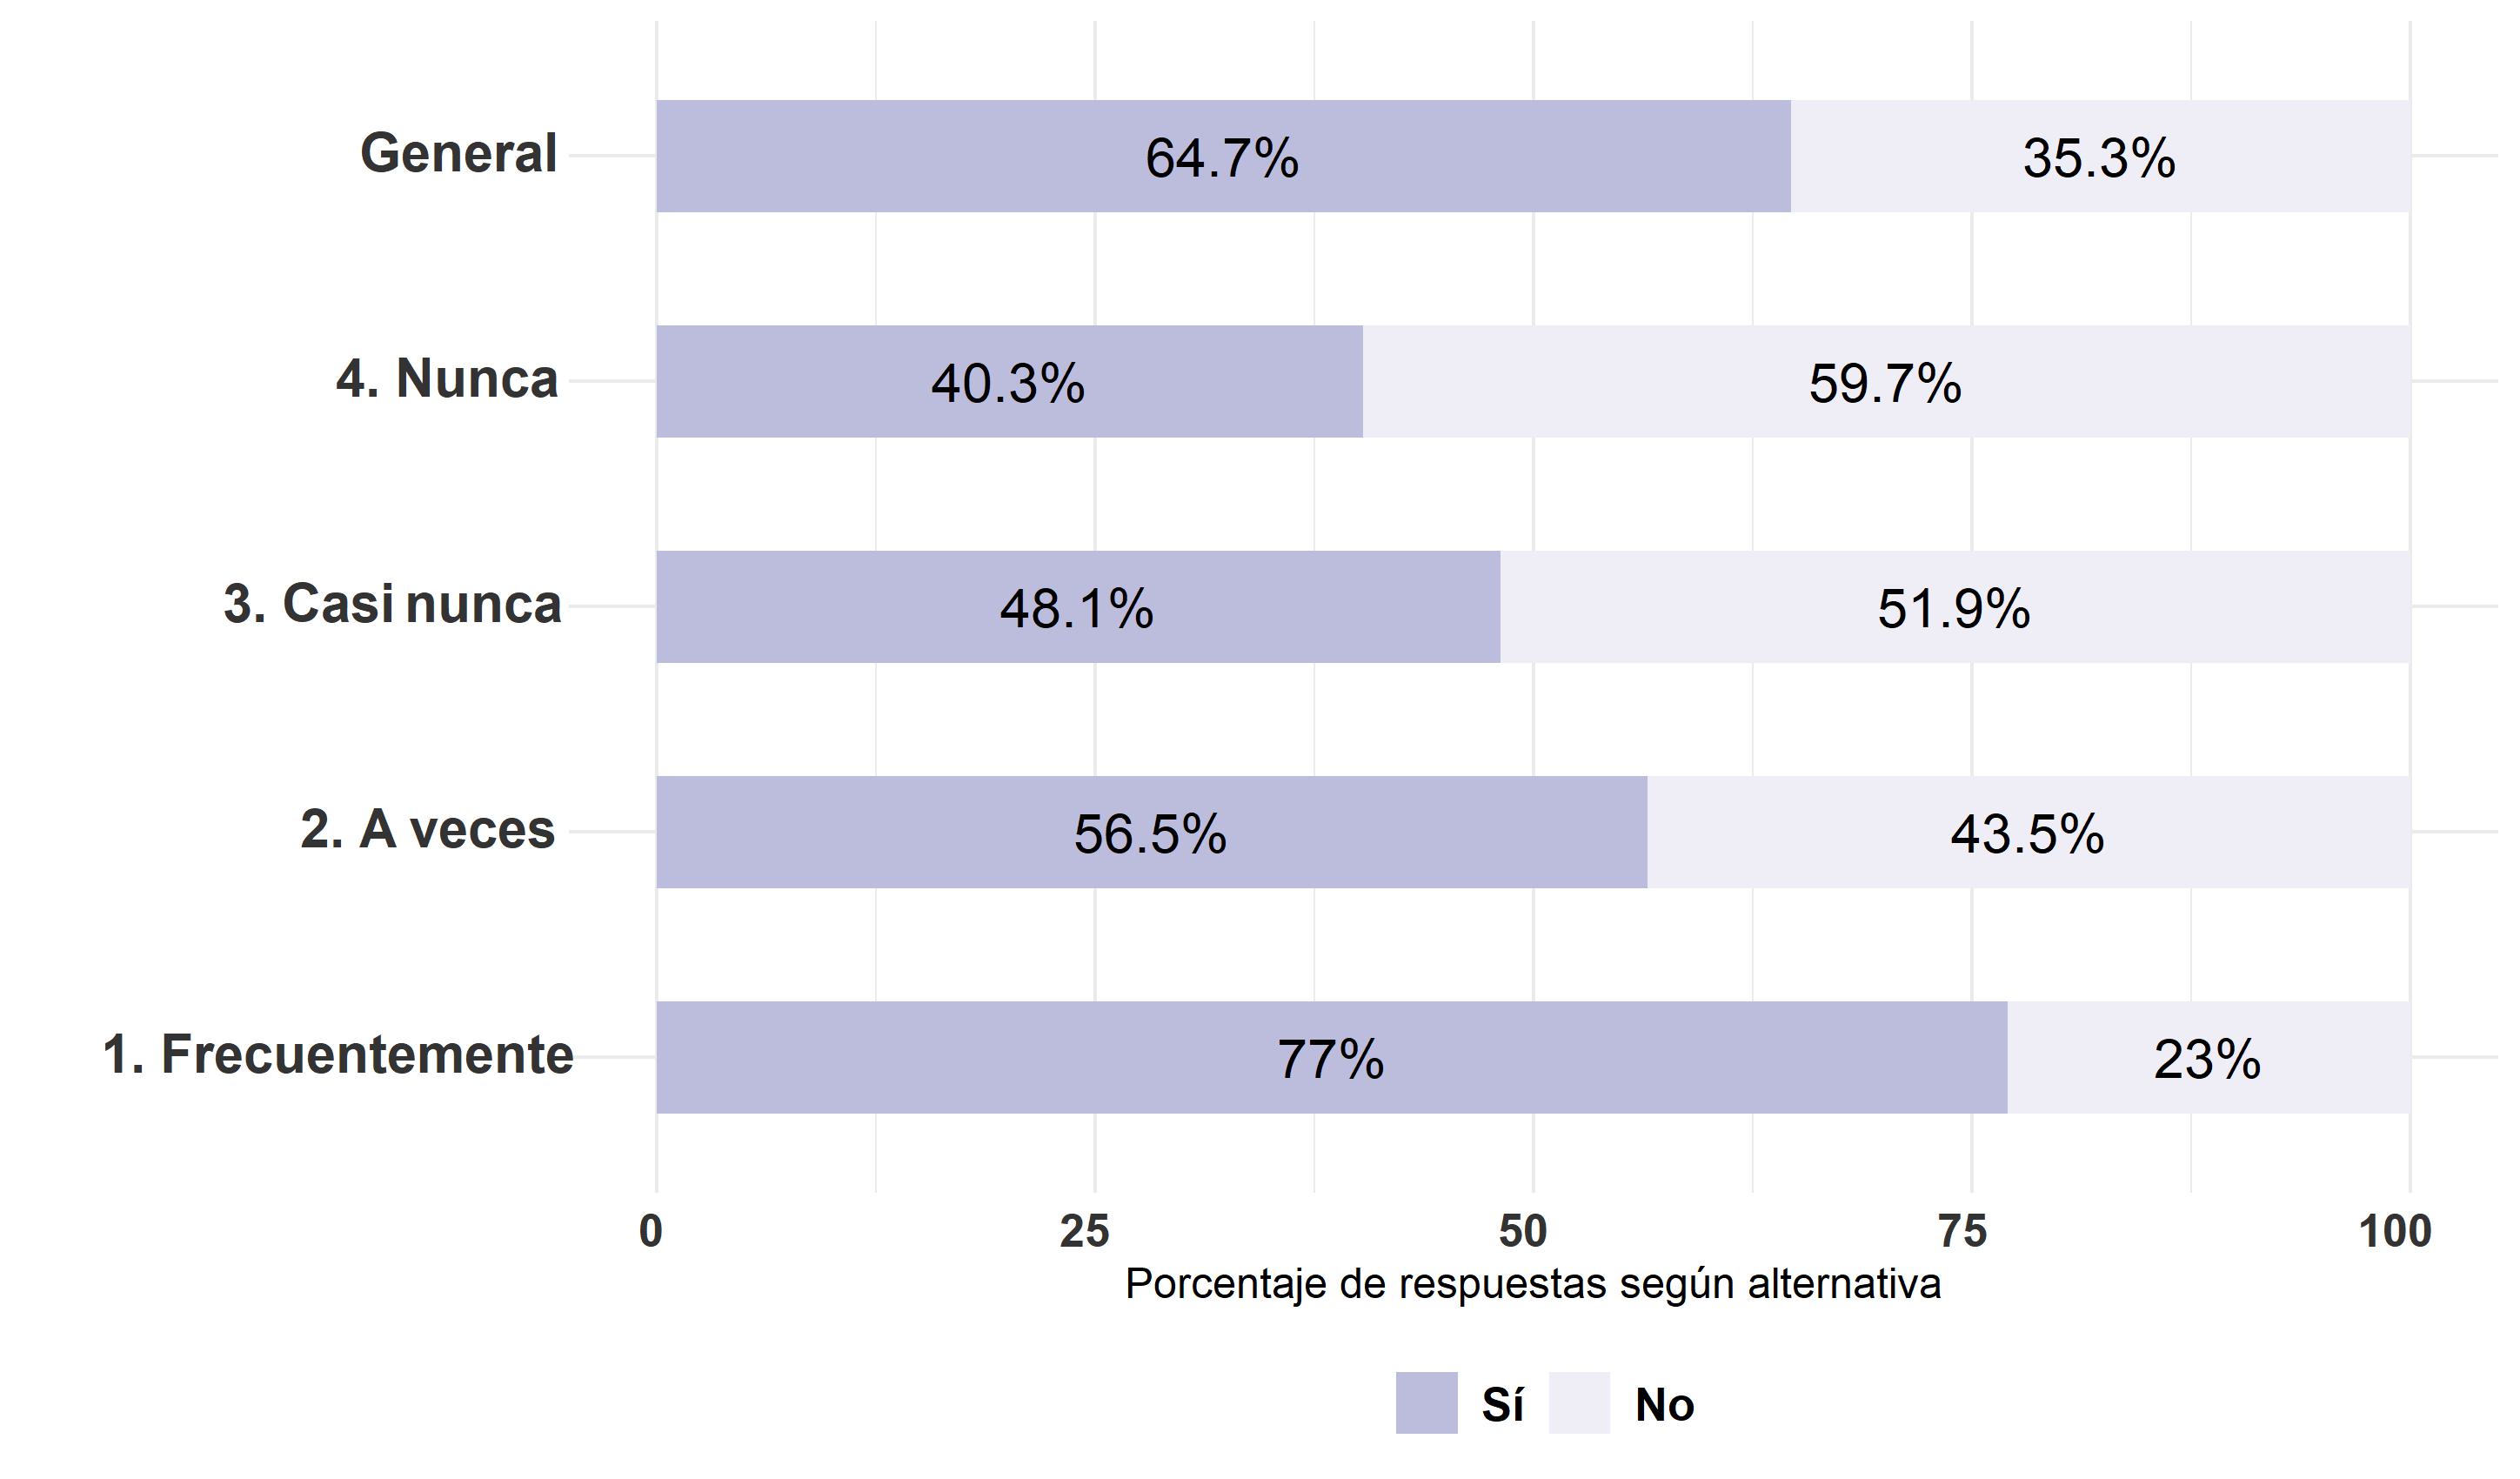 General 64.7% 35.3%
4. Nunca 40.3% 59.7%
3. Casi nunca 48.1% 51.9%
2. A veces 56.5% 43.5%
1. Frecuentemente 77% 23%
0 25 50 75 100
Porcentaje de respuestas según alternativa
Sí No